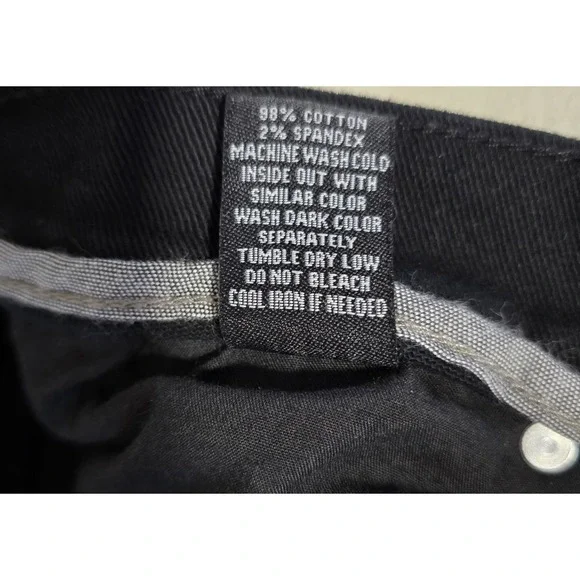 98% COTTON
2% SPANDEX
MACHINE WASH COLD
INSIDE OUT WITH
SIMILAR COLOR
WASH DARK COLOR
SEPARATELY
TUMBLE DRY LOW
DO NOT BLEACH
COOL IRON IF NEEDED